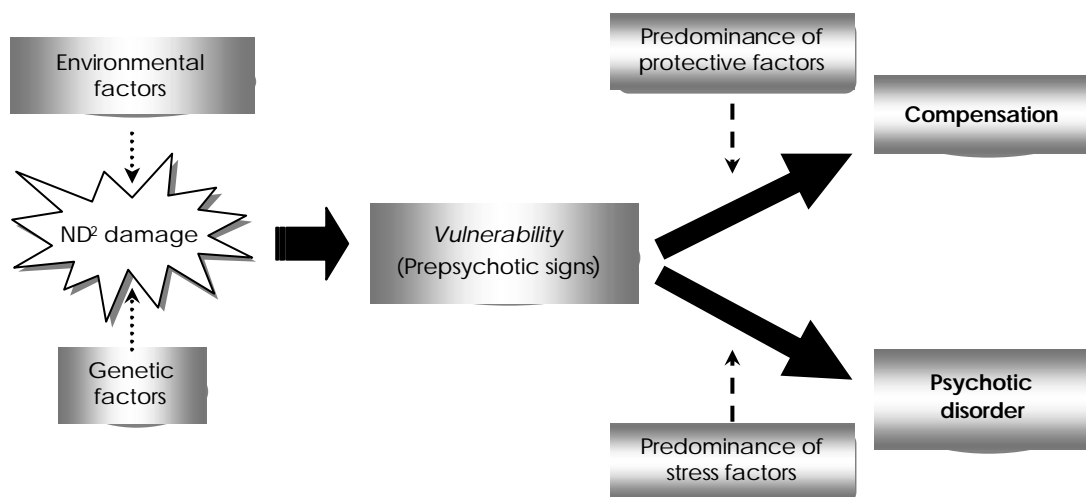 Environmental
factors
ND² damage
Genetic
factors
Vulnerability
(Prepsychotic signs)
Predominance of
protective factors
Compensation
Psychotic
disorder
Predominance of
stress factors